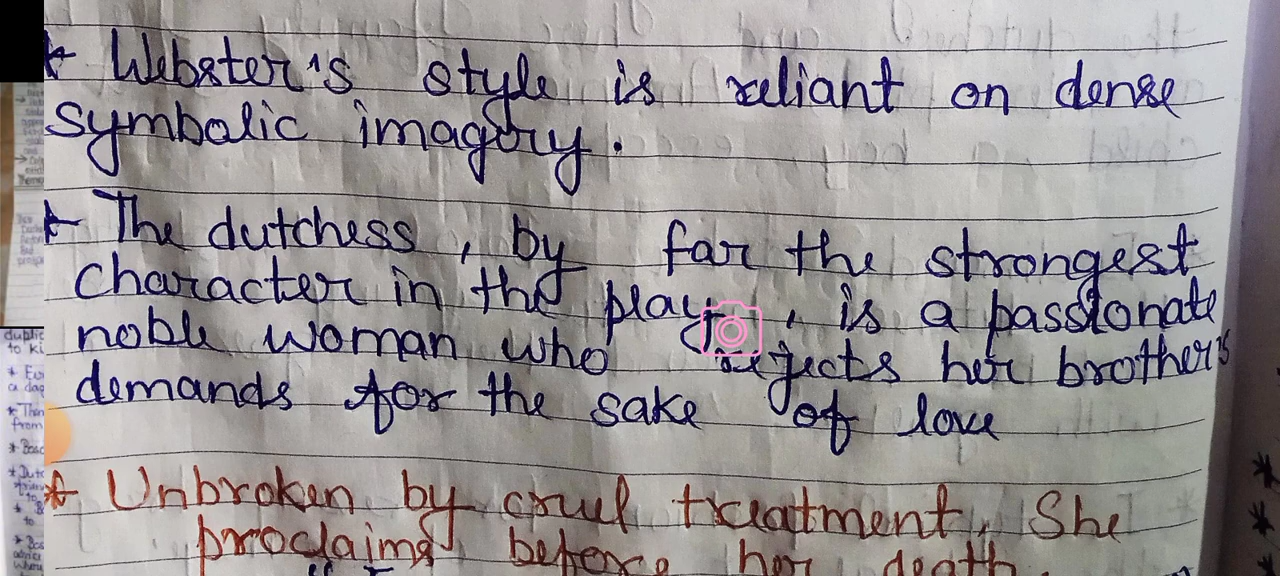 * Webster's style is reliant on dense
symbolic imagory.
* The dutchess, by far the strongest
character in the play, is a passionate
noble woman who rejects her brother's
demands for the sake of love
* Unbroken by cruel treatment, She
proclaims before her death.